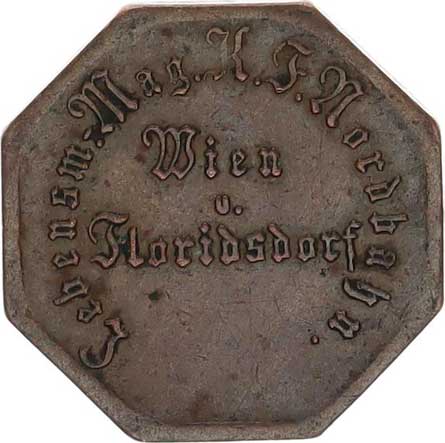 Lebensm.-Mag. K. F. Nordbahn.
Wien
u.
Floridsdorf